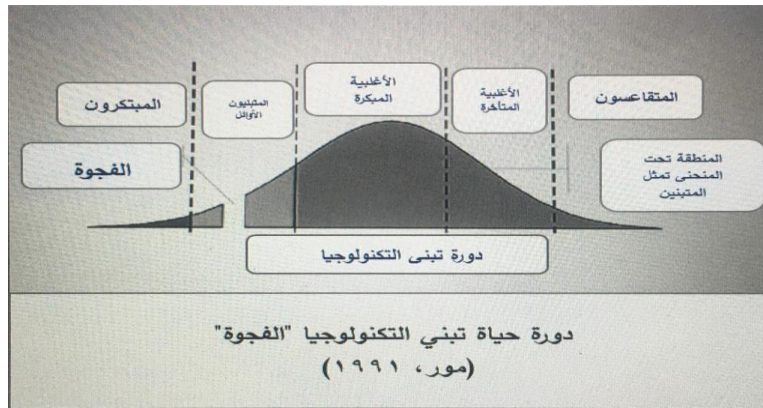 المبتكرون
المتبنيون
الأوائل
الأغلبية
المبكرة
الأغلبية
المتأخرة
المتقاعسون
الفجوة
المنطقة تحت
المنحنى تمثل
المتبنين
دورة تبنى التكنولوجيا
دورة حياة تبني التكنولوجيا "الفجوة"
(مور، ١٩٩١)